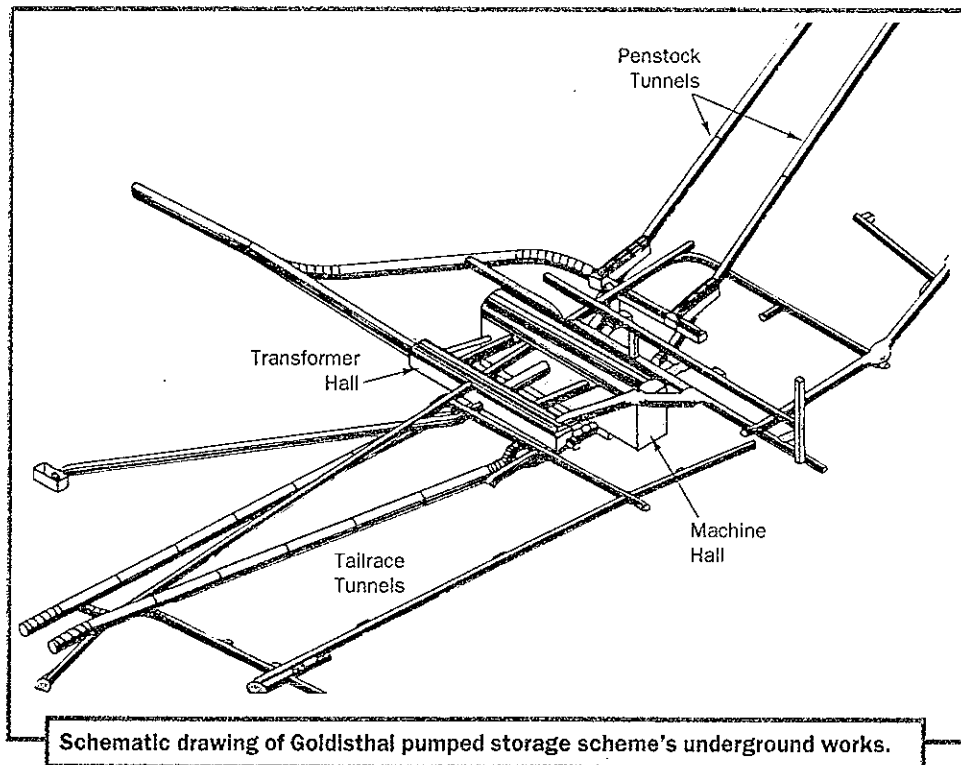 Penstock
Tunnels
Transformer
Hall
Machine
Hall
Tailrace
Tunnels
Schematic drawing of Goldisthal pumped storage scheme's underground works.